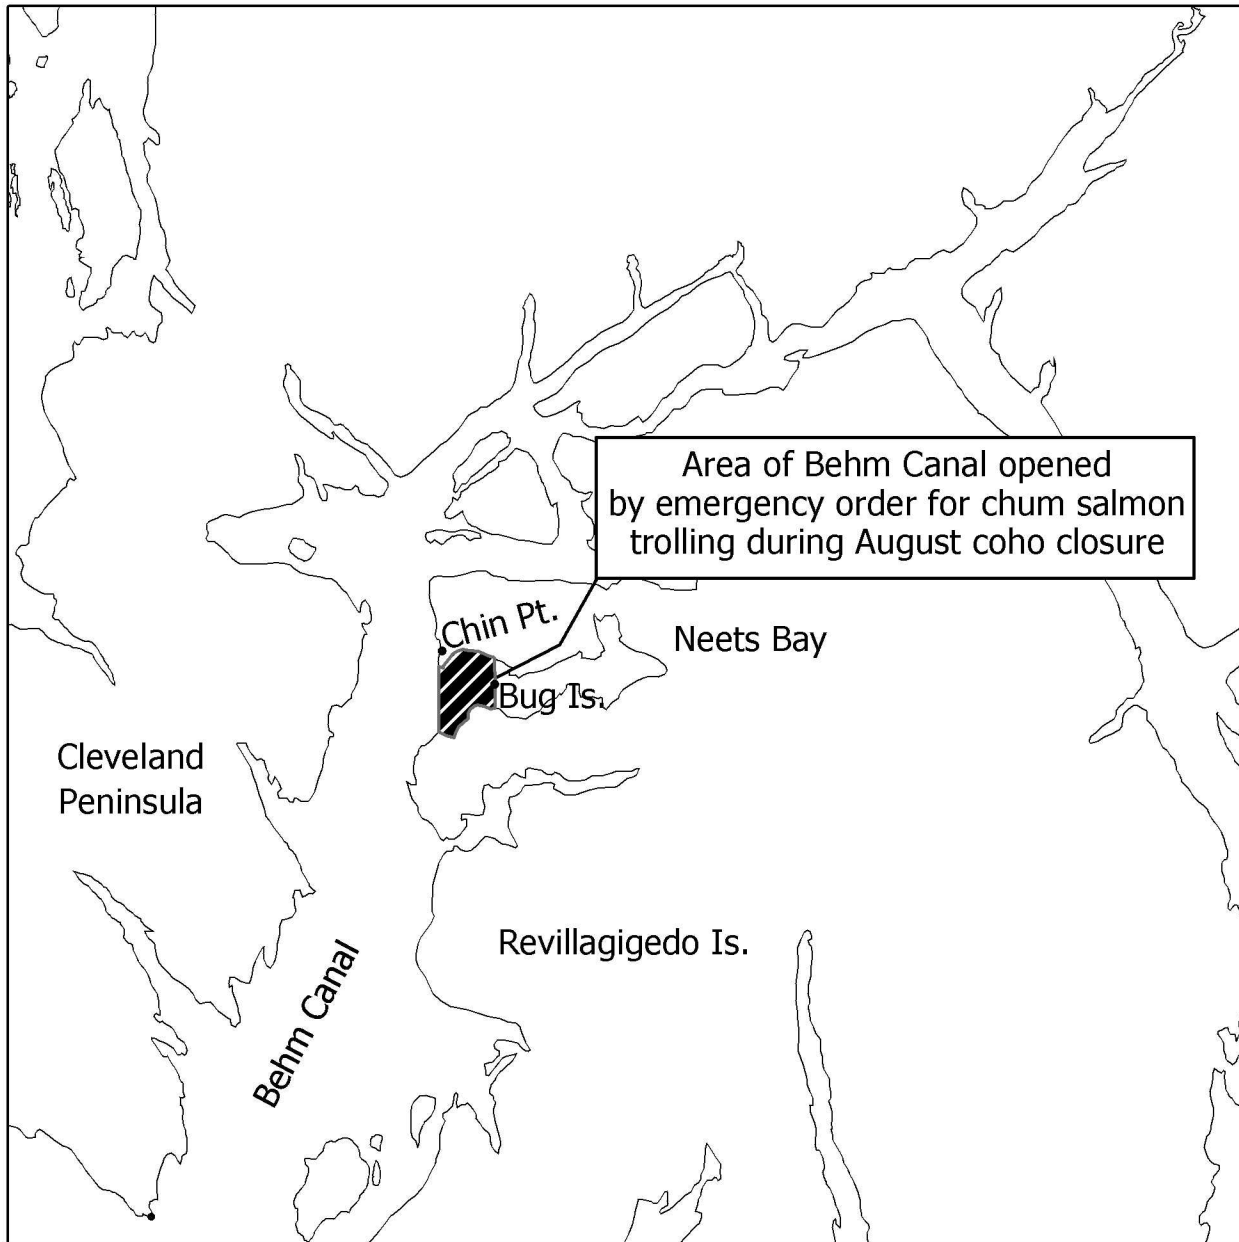 Area of Behm Canal opened
by emergency order for chum salmon
trolling during August coho closure
Chin Pt.
Neets Bay
Bug Is.
Cleveland
Peninsula
Revillagigedo Is.
Behm Canal